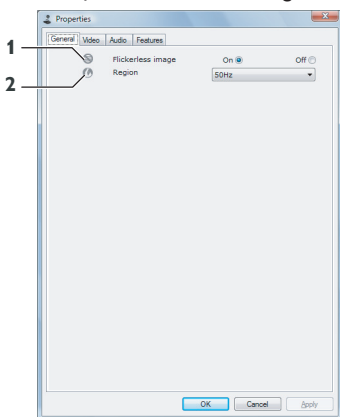 Properties
General Video Audio Features
1
Flickerless image On Off
2
Region 50Hz
OK Cancel Apply